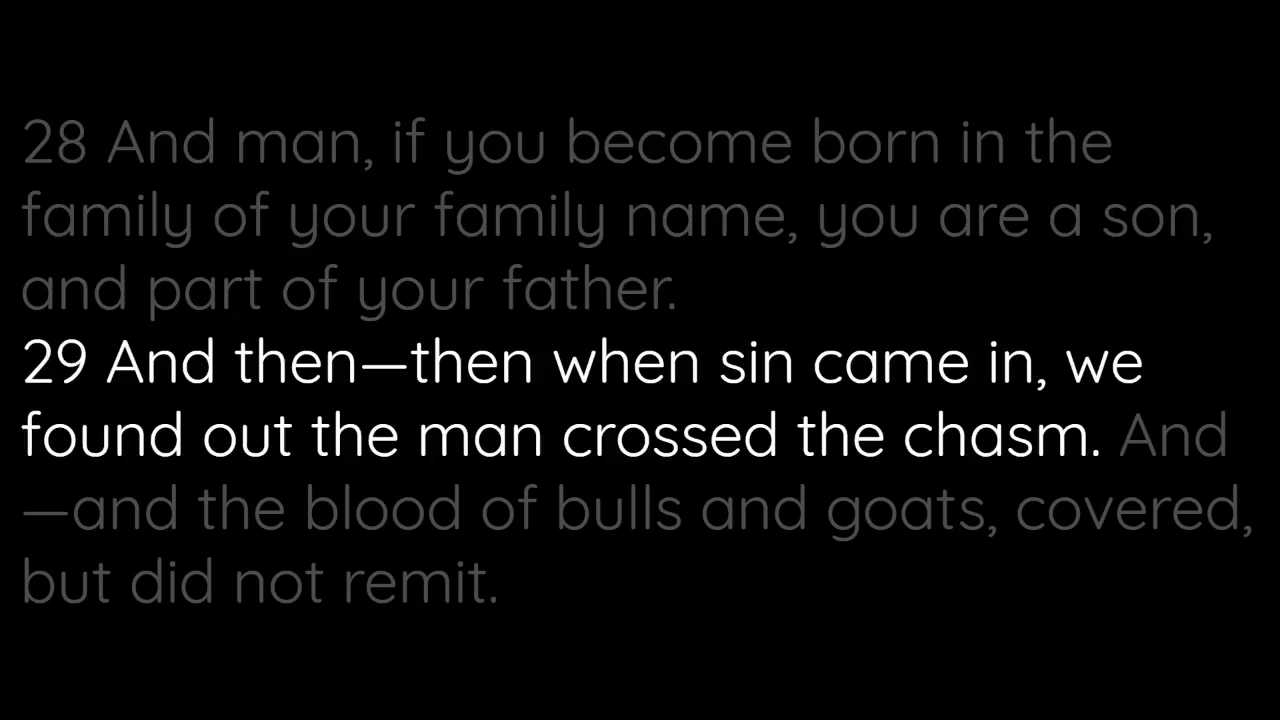 28 And man, if you become born in the
family of your family name, you are a son,
and part of your father.
29 And then—then when sin came in, we
found out the man crossed the chasm. And
—and the blood of bulls and goats, covered,
but did not remit.